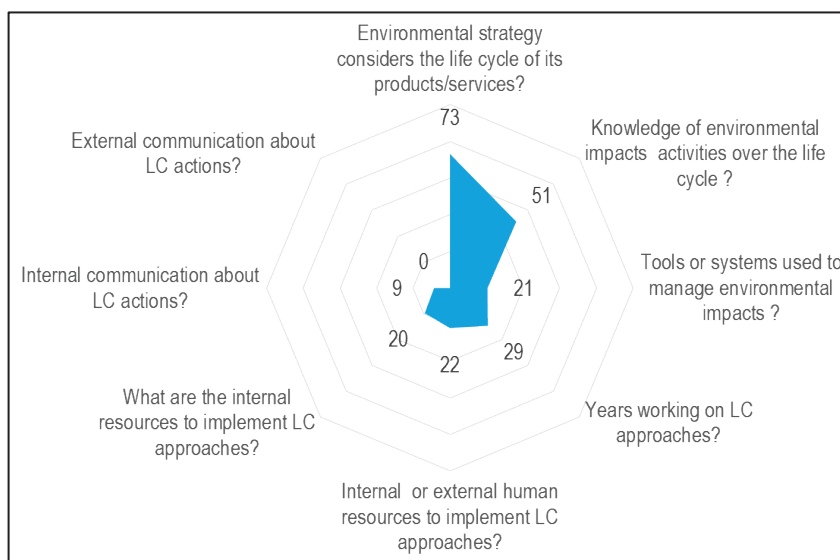 Environmental strategy
considers the life cycle of its
products/services?
73
Knowledge of environmental
impacts activities over the life
cycle ?
51
Tools or systems used to
manage environmental
impacts ?
21
Years working on LC
approaches?
29
Internal or external human
resources to implement LC
approaches?
22
What are the internal
resources to implement LC
approaches?
20
Internal communication about
LC actions?
9
External communication about
LC actions?
0